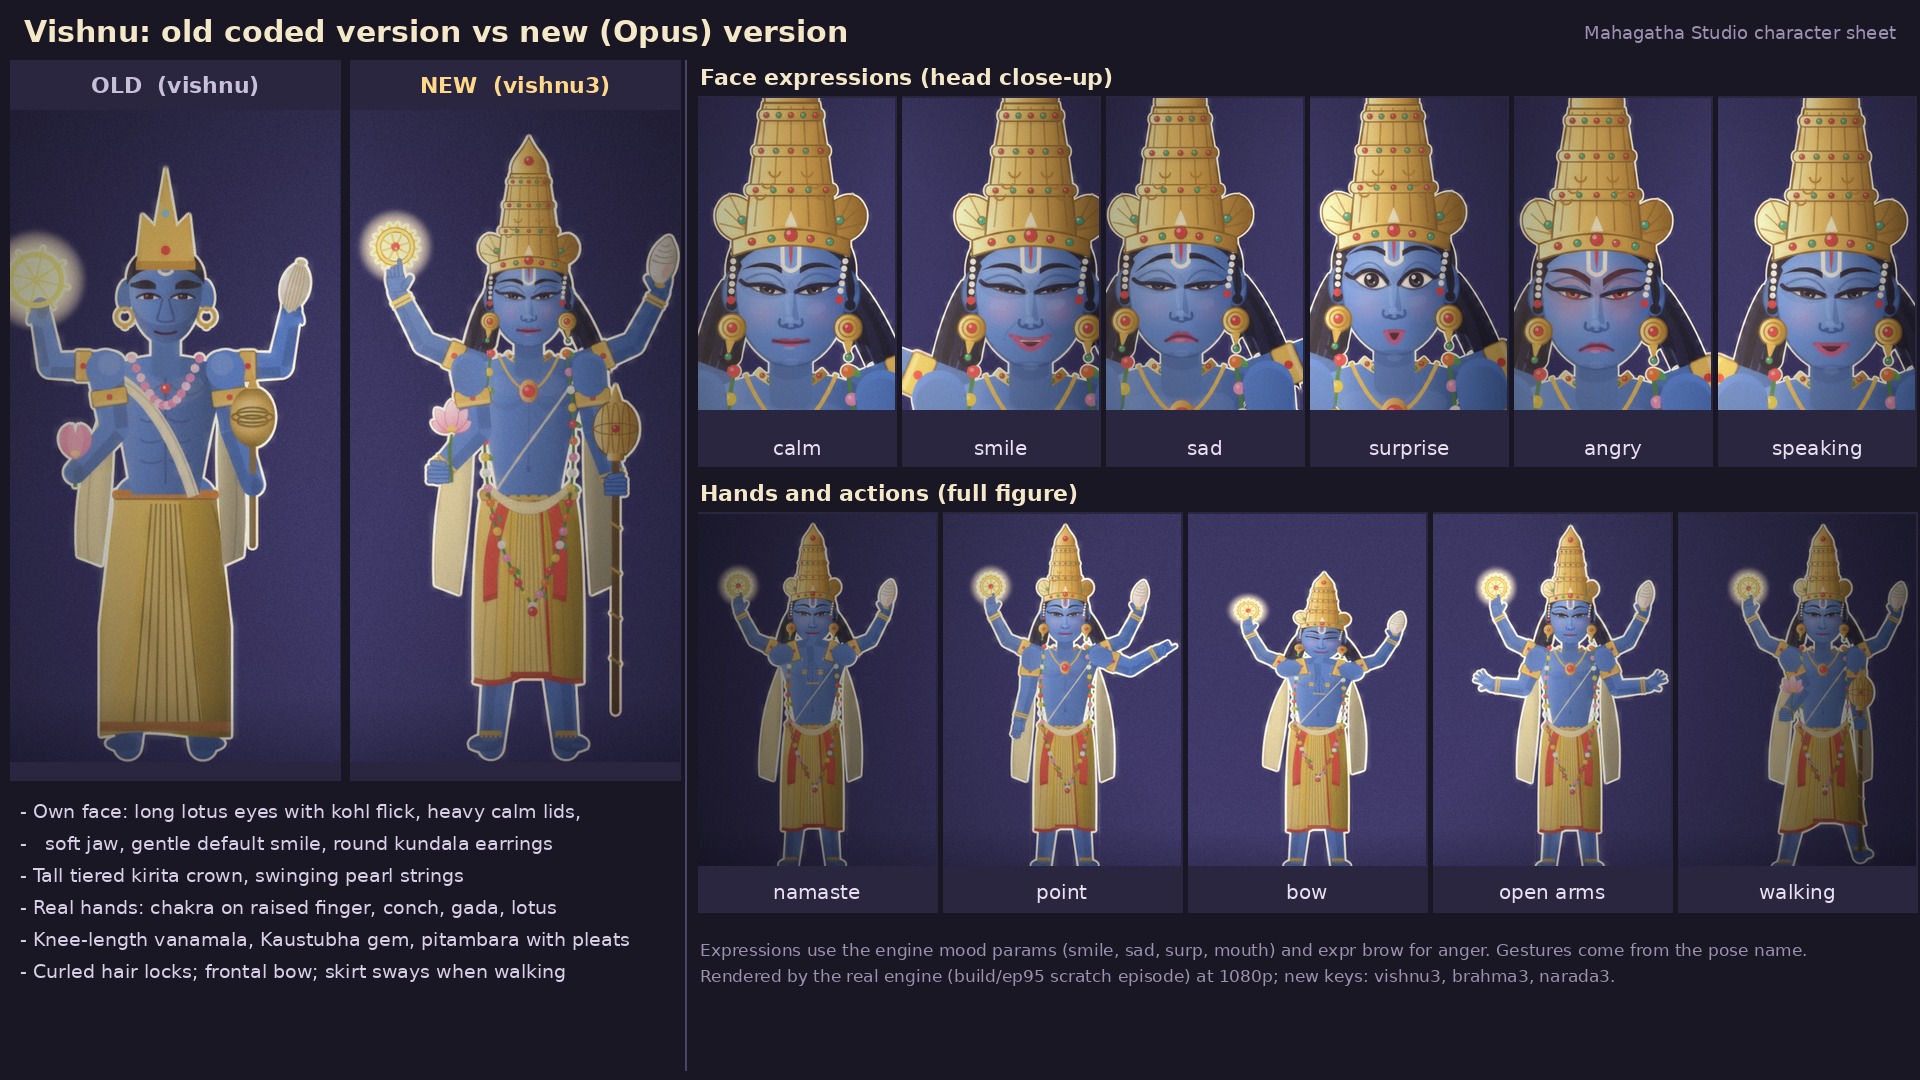 Vishnu: old coded version vs new (Opus) version
Mahagatha Studio character sheet
OLD (vishnu)
NEW (vishnu3)
- Own face: long lotus eyes with kohl flick, heavy calm lids,
- soft jaw, gentle default smile, round kundala earrings
- Tall tiered kirita crown, swinging pearl strings
- Real hands: chakra on raised finger, conch, gada, lotus
- Knee-length vanamala, Kaustubha gem, pitambara with pleats
- Curled hair locks; frontal bow; skirt sways when walking
Face expressions (head close-up)
calm
smile
sad
surprise
angry
speaking
Hands and actions (full figure)
namaste
point
bow
open arms
walking
Expressions use the engine mood params (smile, sad, surp, mouth) and expr brow for anger. Gestures come from the pose name.
Rendered by the real engine (build/ep95 scratch episode) at 1080p; new keys: vishnu3, brahma3, narada3.